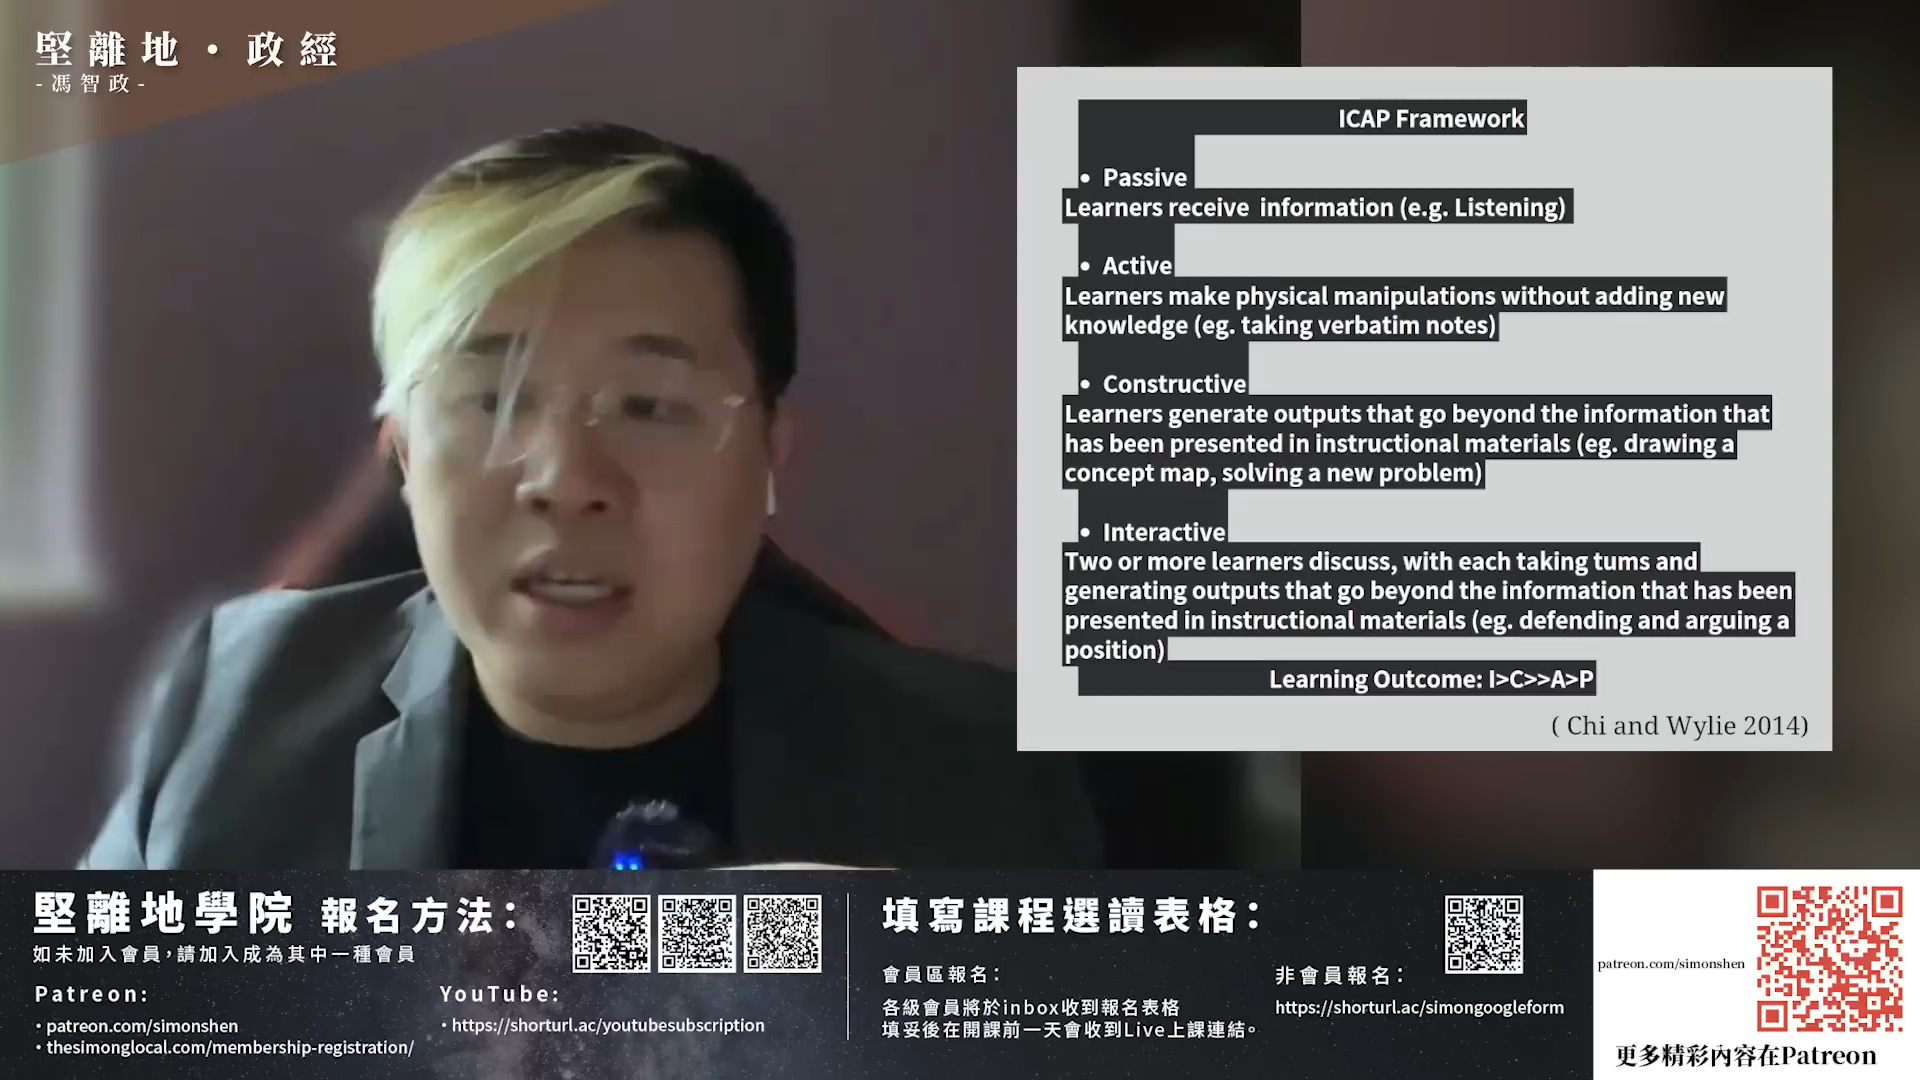 堅離地·政經
-馮智政-
ICAP Framework
• Passive
Learners receive information (e.g. Listening)
• Active
Learners make physical manipulations without adding new
knowledge (eg. taking verbatim notes)
• Constructive
Learners generate outputs that go beyond the information that
has been presented in instructional materials (eg. drawing a
concept map, solving a new problem)
• Interactive
Two or more learners discuss, with each taking tums and
generating outputs that go beyond the information that has been
presented in instructional materials (eg. defending and arguing a
position)
Learning Outcome: I>C>>A>P
( Chi and Wylie 2014)
堅離地學院 報名方法：
如未加入會員，請加入成為其中一種會員
Patreon:
• patreon.com/simonshen
• thesimonglobal.com/membership-registration/
YouTube:
• https://shorturl.ac/youtubesubscription
填寫課程選讀表格：
會員區報名：
各級會員將於inbox收到報名表格
填妥後在開課前一天會收到Live上課連結。
非會員報名：
https://shorturl.ac/simongoogleform
patreon.com/simonshen
更多精彩內容在Patreon